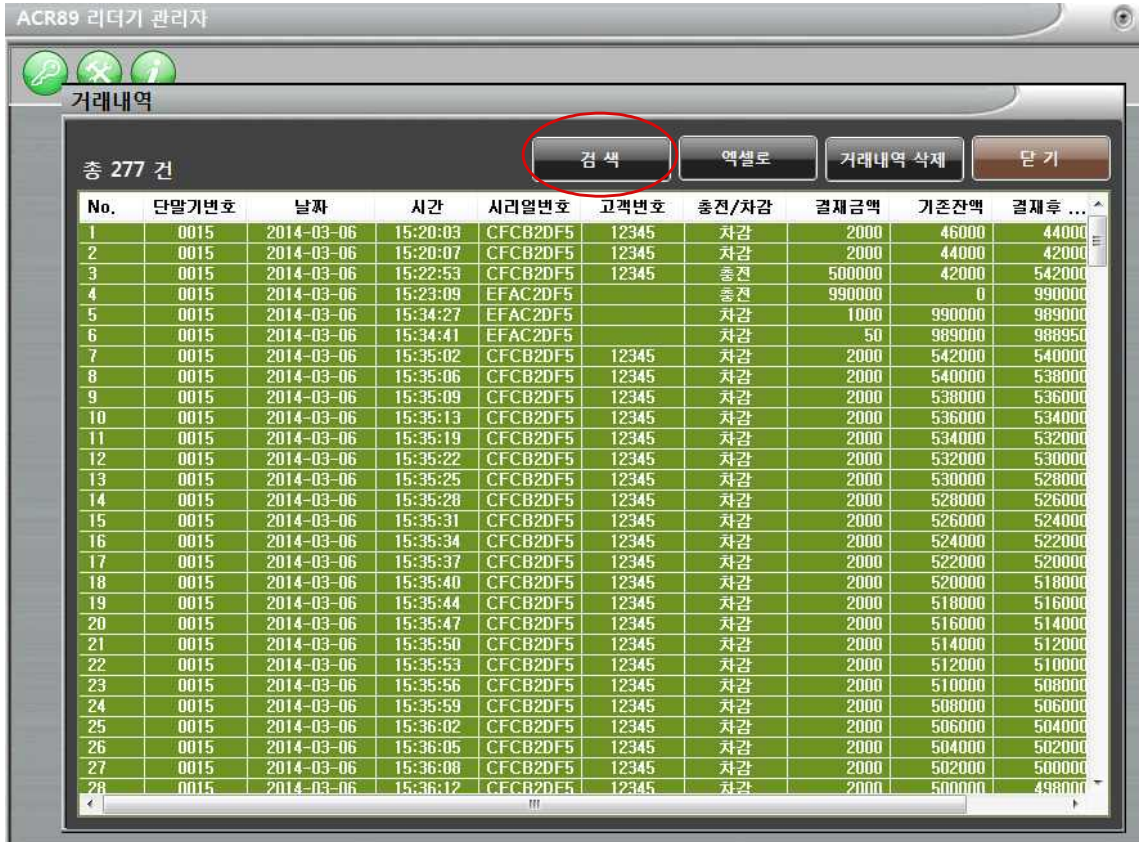 ACR89 리더기 관리자
거래내역
총 277 건 검 색 엑셀로 거래내역 삭제 닫 기
No. 단말기번호 날짜 시간 시리얼번호 고객번호 충전/차감 결재금액 기존잔액 결재후 ...
1 0015 2014-03-06 15:20:03 CFCB2DF5 12345 차감 2000 46000 44000
2 0015 2014-03-06 15:20:07 CFCB2DF5 12345 차감 2000 44000 42000
3 0015 2014-03-06 15:22:53 CFCB2DF5 12345 충전 500000 42000 542000
4 0015 2014-03-06 15:23:09 EFAC2DF5 충전 990000 0 990000
5 0015 2014-03-06 15:34:27 EFAC2DF5 차감 1000 990000 989000
6 0015 2014-03-06 15:34:41 EFAC2DF5 차감 50 989000 988950
7 0015 2014-03-06 15:35:02 CFCB2DF5 12345 차감 2000 542000 540000
8 0015 2014-03-06 15:35:06 CFCB2DF5 12345 차감 2000 540000 538000
9 0015 2014-03-06 15:35:09 CFCB2DF5 12345 차감 2000 538000 536000
10 0015 2014-03-06 15:35:13 CFCB2DF5 12345 차감 2000 536000 534000
11 0015 2014-03-06 15:35:19 CFCB2DF5 12345 차감 2000 534000 532000
12 0015 2014-03-06 15:35:22 CFCB2DF5 12345 차감 2000 532000 530000
13 0015 2014-03-06 15:35:25 CFCB2DF5 12345 차감 2000 530000 528000
14 0015 2014-03-06 15:35:28 CFCB2DF5 12345 차감 2000 528000 526000
15 0015 2014-03-06 15:35:31 CFCB2DF5 12345 차감 2000 526000 524000
16 0015 2014-03-06 15:35:34 CFCB2DF5 12345 차감 2000 524000 522000
17 0015 2014-03-06 15:35:37 CFCB2DF5 12345 차감 2000 522000 520000
18 0015 2014-03-06 15:35:40 CFCB2DF5 12345 차감 2000 520000 518000
19 0015 2014-03-06 15:35:44 CFCB2DF5 12345 차감 2000 518000 516000
20 0015 2014-03-06 15:35:47 CFCB2DF5 12345 차감 2000 516000 514000
21 0015 2014-03-06 15:35:50 CFCB2DF5 12345 차감 2000 514000 512000
22 0015 2014-03-06 15:35:53 CFCB2DF5 12345 차감 2000 512000 510000
23 0015 2014-03-06 15:35:56 CFCB2DF5 12345 차감 2000 510000 508000
24 0015 2014-03-06 15:35:59 CFCB2DF5 12345 차감 2000 508000 506000
25 0015 2014-03-06 15:36:02 CFCB2DF5 12345 차감 2000 506000 504000
26 0015 2014-03-06 15:36:05 CFCB2DF5 12345 차감 2000 504000 502000
27 0015 2014-03-06 15:36:08 CFCB2DF5 12345 차감 2000 502000 500000
28 0015 2014-03-06 15:36:12 CFCB2DF5 12345 차감 2000 500000 498000